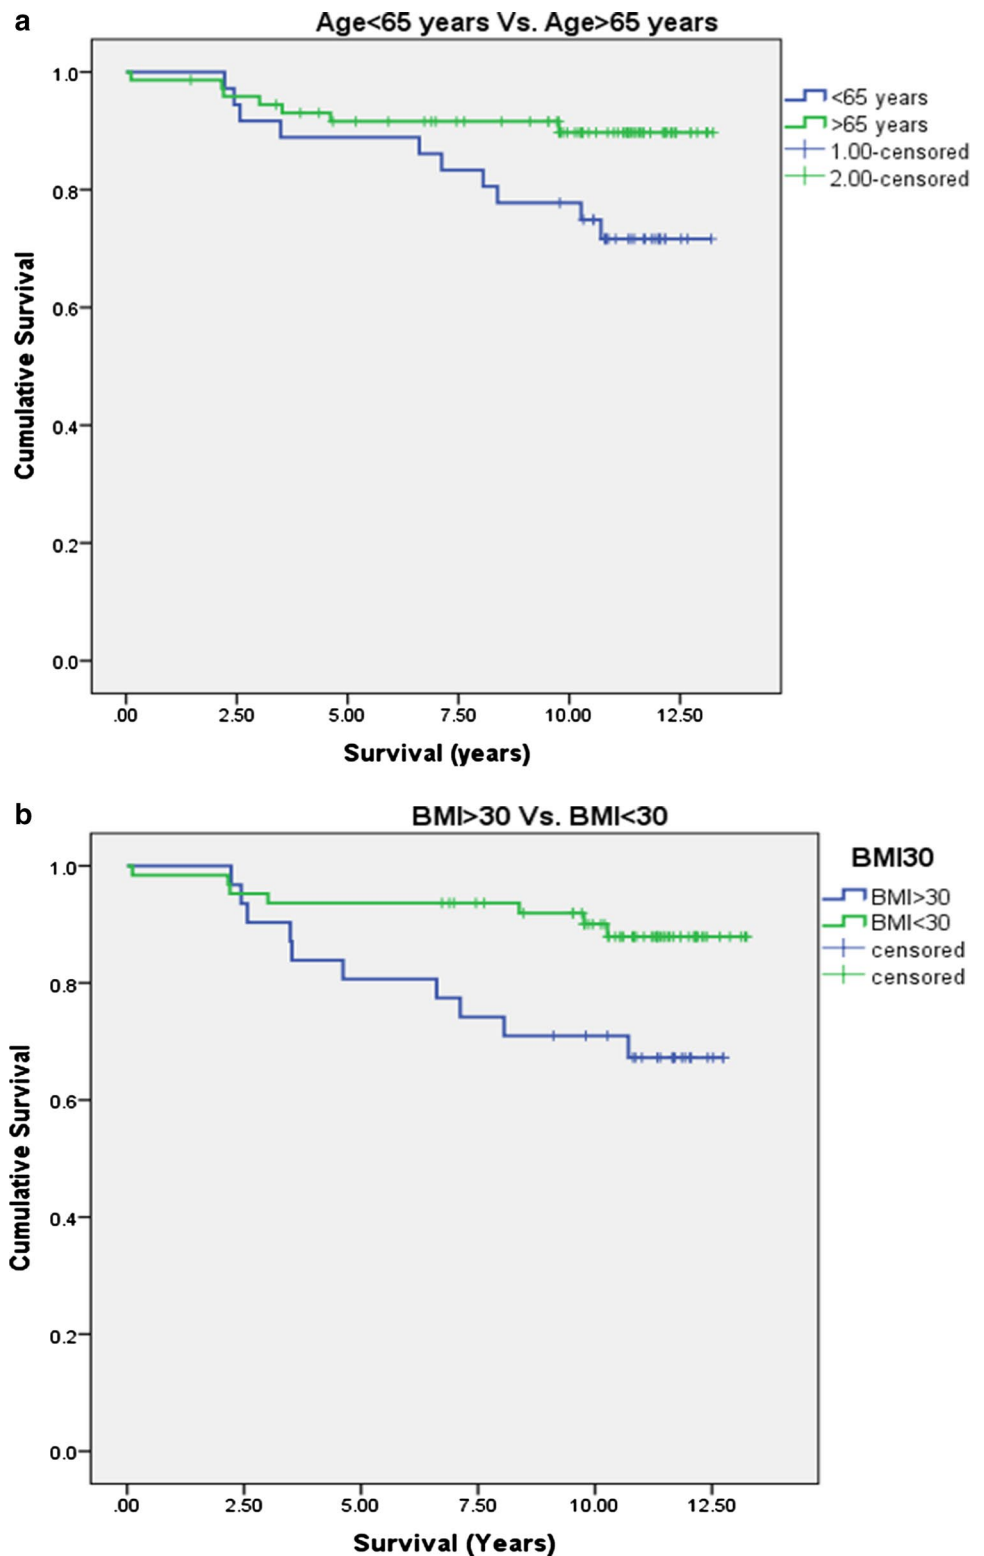 a
Age<65 years Vs. Age>65 years
1.0
0.8
0.6
0.4
0.2
0.0
Cumulative Survival
.00 2.50 5.00 7.50 10.00 12.50
Survival (years)
<65 years
>65 years
1.00-censored
2.00-censored
b
BMI>30 Vs. BMI<30
1.0
0.8
0.6
0.4
0.2
0.0
Cumulative Survival
.00 2.50 5.00 7.50 10.00 12.50
Survival (Years)
BMI30
BMI>30
BMI<30
censored
censored